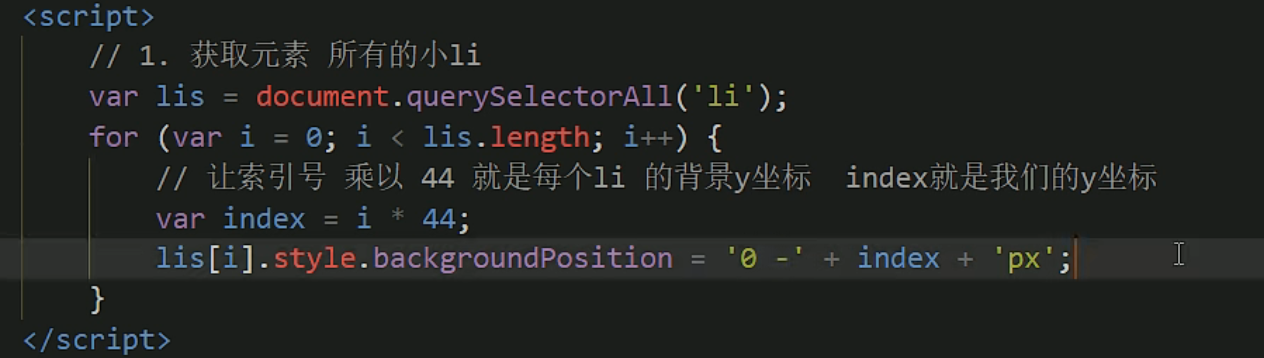 <script>
// 1. 获取元素 所有的小li
var lis = document.querySelectorAll('li');
for (var i = 0; i < lis.length; i++) {
// 让索引号 乘以 44 就是每个li 的背景y坐标  index就是我们的y坐标
var index = i * 44;
lis[i].style.backgroundPosition = '0 -' + index + 'px';
}
</script>